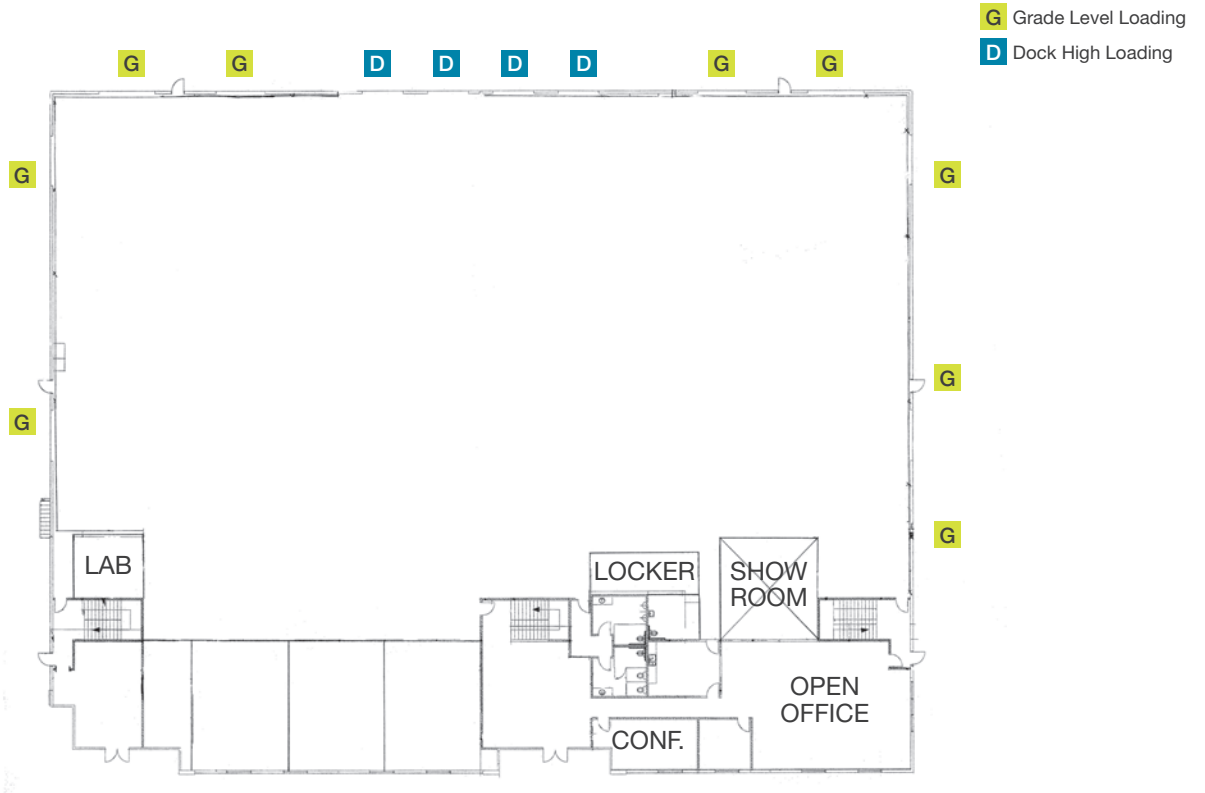 G Grade Level Loading
D Dock High Loading
G G D D D D G G
G G
G
G
G
LAB
LOCKER
SHOW
ROOM
OPEN
OFFICE
CONF.